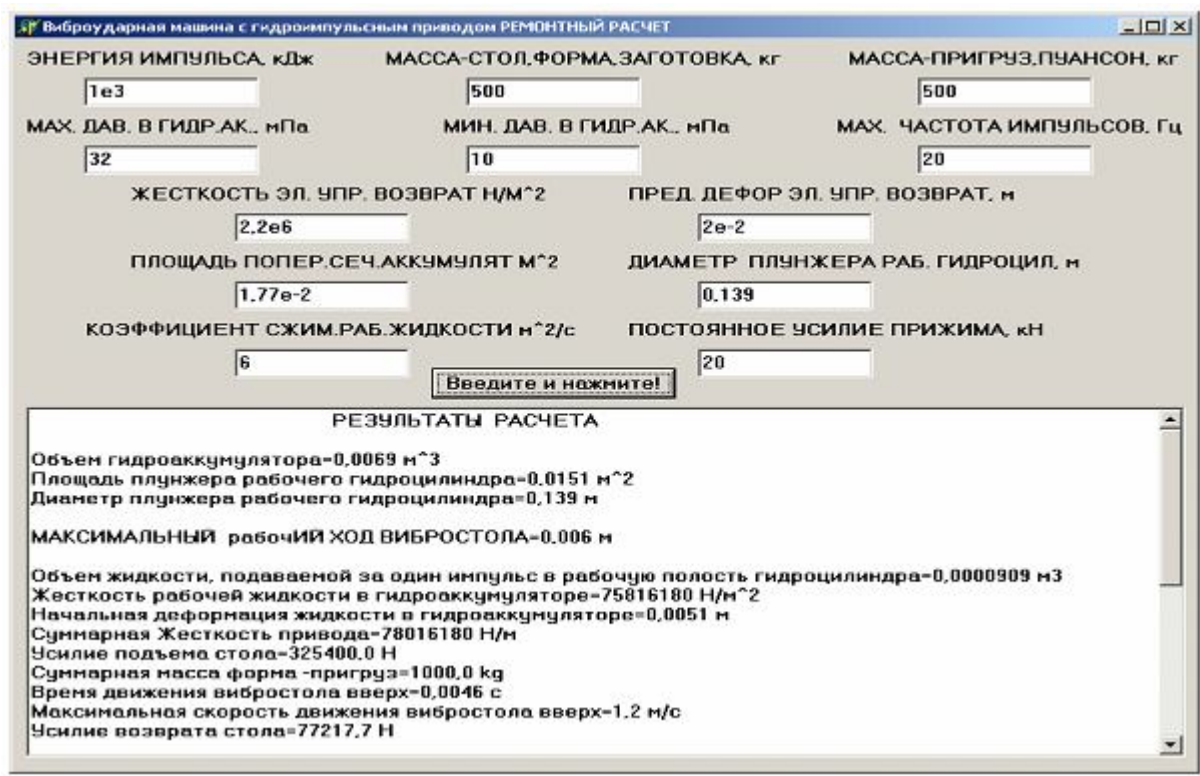 Виброударная машина с гидроимпульсным приводом РЕМОНТНЫЙ РАСЧЕТ
ЭНЕРГИЯ ИМПУЛЬСА, кДж МАССА-СТОЛ,ФОРМА,ЗАГОТОВКА, кг МАССА-ПРИГРУЗ,ПУАНСОН, кг
1e3 500 500
МАХ. ДАВ. В ГИДР.АК., мПа МИН. ДАВ. В ГИДР.АК., мПа МАХ. ЧАСТОТА ИМПУЛЬСОВ, Гц
32 10 20
ЖЕСТКОСТЬ ЭЛ. УПР. ВОЗВРАТ Н/М^2 ПРЕД. ДЕФОР ЭЛ. УПР. ВОЗВРАТ, м
2,2e6 2e-2
ПЛОЩАДЬ ПОПЕР.СЕЧ.АККУМУЛЯТ М^2 ДИАМЕТР ПЛУНЖЕРА РАБ. ГИДРОЦИЛ, м
1,77e-2 0,139
КОЭФФИЦИЕНТ СЖИМ.РАБ.ЖИДКОСТИ м^2/с ПОСТОЯННОЕ УСИЛИЕ ПРИЖИМА, кН
6 20
Введите и нажмите!
РЕЗУЛЬТАТЫ РАСЧЕТА
Объем гидроаккумулятора=0,0069 м^3
Площадь плунжера рабочего гидроцилиндра=0,0151 м^2
Диаметр плунжера рабочего гидроцилиндра=0,139 м
МАКСИМАЛЬНЫЙ рабочИЙ ХОД ВИБРОСТОЛА=0,006 м
Объем жидкости, подаваемой за один импульс в рабочую полость гидроцилиндра=0,0000909 м3
Жесткость рабочей жидкости в гидроаккумуляторе=75816180 Н/м^2
Начальная деформация жидкости в гидроаккумуляторе=0,0051 м
Суммарная Жесткость привода=78016180 Н/м
Усилие подъема стола=325400,0 Н
Суммарная масса форма -пригруз=1000,0 kg
Время движения вибростола вверх=0,0046 с
Максимальная скорость движения вибростола вверх=1,2 м/с
Усилие возврата стола=77217,7 Н